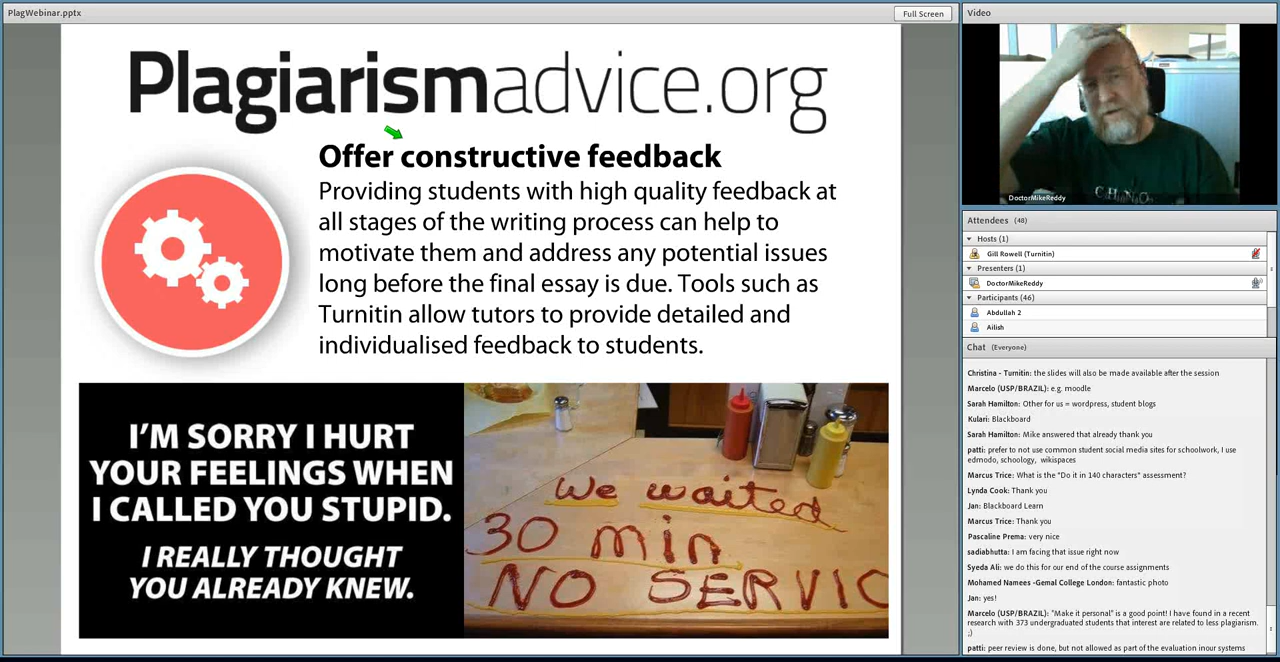 PlagWebinar.pptx
Full Screen
Plagiarismadvice.org
Offer constructive feedback
Providing students with high quality feedback at
all stages of the writing process can help to
motivate them and address any potential issues
long before the final essay is due. Tools such as
Turnitin allow tutors to provide detailed and
individualised feedback to students.
I'M SORRY I HURT
YOUR FEELINGS WHEN
I CALLED YOU STUPID.
I REALLY THOUGHT
YOU ALREADY KNEW.
We waited
30 min
NO SERVIC
Video
DoctorMikeReddy
Attendees (48)
Hosts (1)
Gill Rowell (Turnitin)
Presenters (1)
DoctorMikeReddy
Participants (46)
Abdullah 2
Ailish
Chat (Everyone)
Christina - Turnitin: the slides will also be made available after the session
Marcelo (USP/BRAZIL): e.g. moodle
Sarah Hamilton: Other for us = wordpress, student blogs
Kulari: Blackboard
Sarah Hamilton: Mike answered that already thank you
patti: prefer to not use common student social media sites for schoolwork, I use
edmodo, schoology, wikispaces
Marcus Trice: What is the "Do it in 140 characters" assessment?
Lynda Cook: Thank you
Jan: Blackboard Learn
Marcus Trice: Thank you
Pascaline Prema: very nice
sadiabhutta: I am facing that issue right now
Syeda Ali: we do this for our end of the course assignments
Mohamed Namees -Gemal College London: fantastic photo
Jan: yes!
Marcelo (USP/BRAZIL): "Make it personal" is a good point! I have found in a recent
research with 373 undergraduated students that interest are related to less plagiarism.
;)
patti: peer review is done, but not allowed as part of the evaluation inour systems